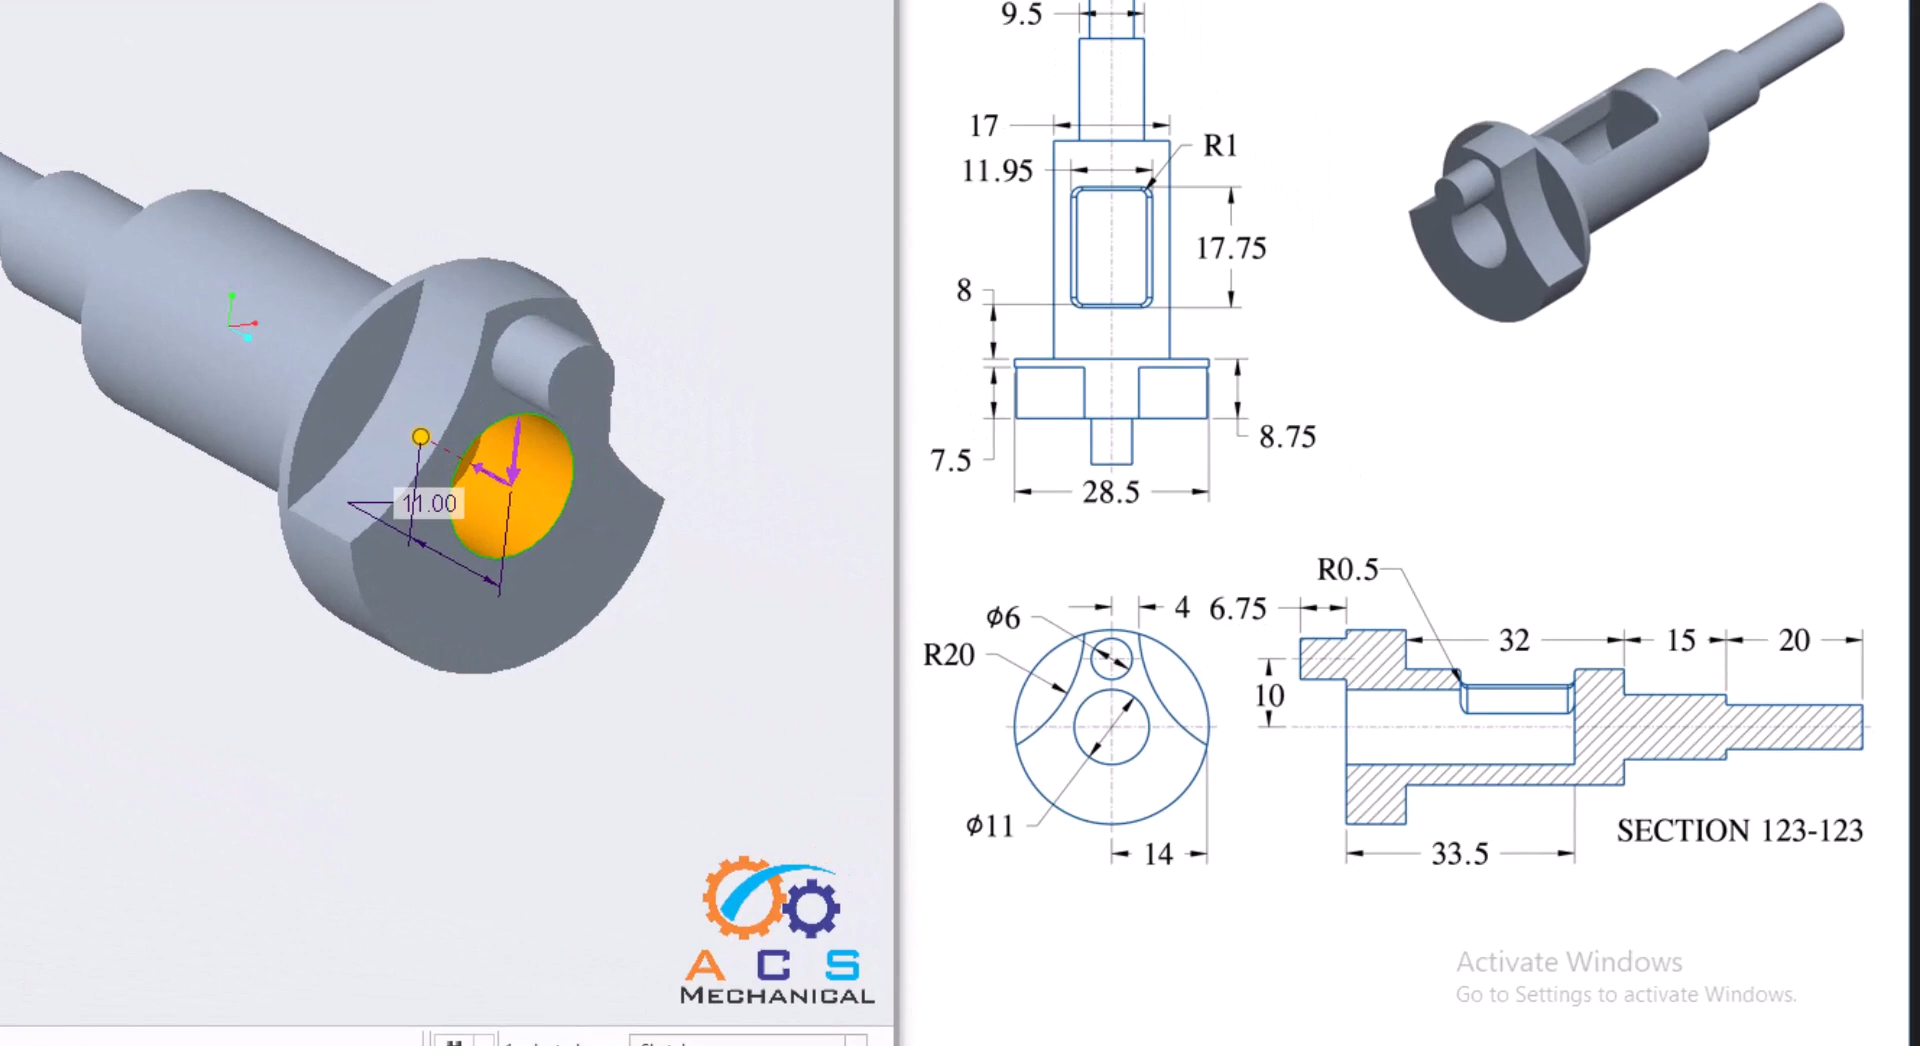 11.00
A C S
MECHANICAL
9.5
17
R1
11.95
17.75
8
8.75
7.5
28.5
R0.5
ϕ6
4
6.75
32
15
20
R20
10
ϕ11
14
33.5
SECTION 123-123
Activate Windows
Go to Settings to activate Windows.